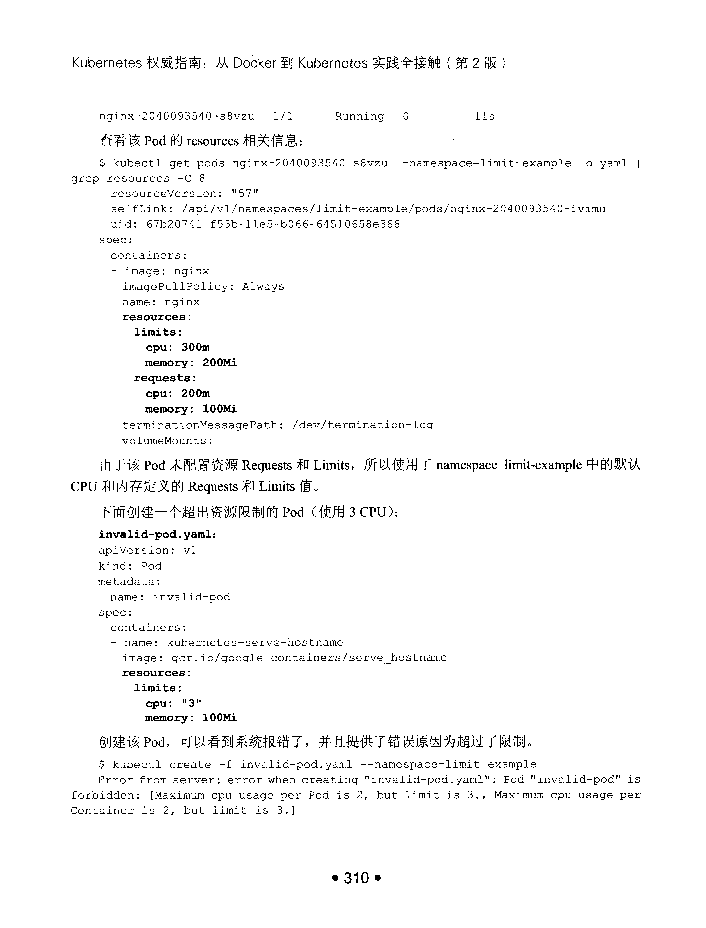 Kubernetes 权威指南：从 Docker 到 Kubernetes 实践全接触（第 2 版）
nginx-2040093540-s8vzu 1/1 Running 0 11s
查看该 Pod 的 resources 相关信息：
$ kubectl get pods nginx-2040093540-s8vzu --namespace=limit-example -o yaml |
grep resources -C 8
resourceVersion: "57"
selfLink: /api/v1/namespaces/limit-example/pods/nginx-2040093540-ivimu
uid: 67b20741-f53b-11e5-b066-64510658e388
spec:
containers:
- image: nginx
imagePullPolicy: Always
name: nginx
resources:
limits:
cpu: 300m
memory: 200Mi
requests:
cpu: 200m
memory: 100Mi
terminationMessagePath: /dev/termination-log
volumeMounts:
由于该 Pod 未配置资源 Requests 和 Limits，所以使用了 namespace limit-example 中的默认
CPU 和内存定义的 Requests 和 Limits 值。
下面创建一个超出资源限制的 Pod（使用 3 CPU）：
invalid-pod.yaml:
apiVersion: v1
kind: Pod
metadata:
name: invalid-pod
spec:
containers:
- name: kubernetes-serve-hostname
image: gcr.io/google_containers/serve_hostname
resources:
limits:
cpu: "3"
memory: 100Mi
创建该 Pod，可以看到系统报错了，并且提供了错误原因为超过了限制。
$ kubectl create -f invalid-pod.yaml --namespace=limit-example
Error from server: error when creating "invalid-pod.yaml": Pod "invalid-pod" is
forbidden: [Maximum cpu usage per Pod is 2, but limit is 3., Maximum cpu usage per
Container is 2, but limit is 3.]
• 310 •